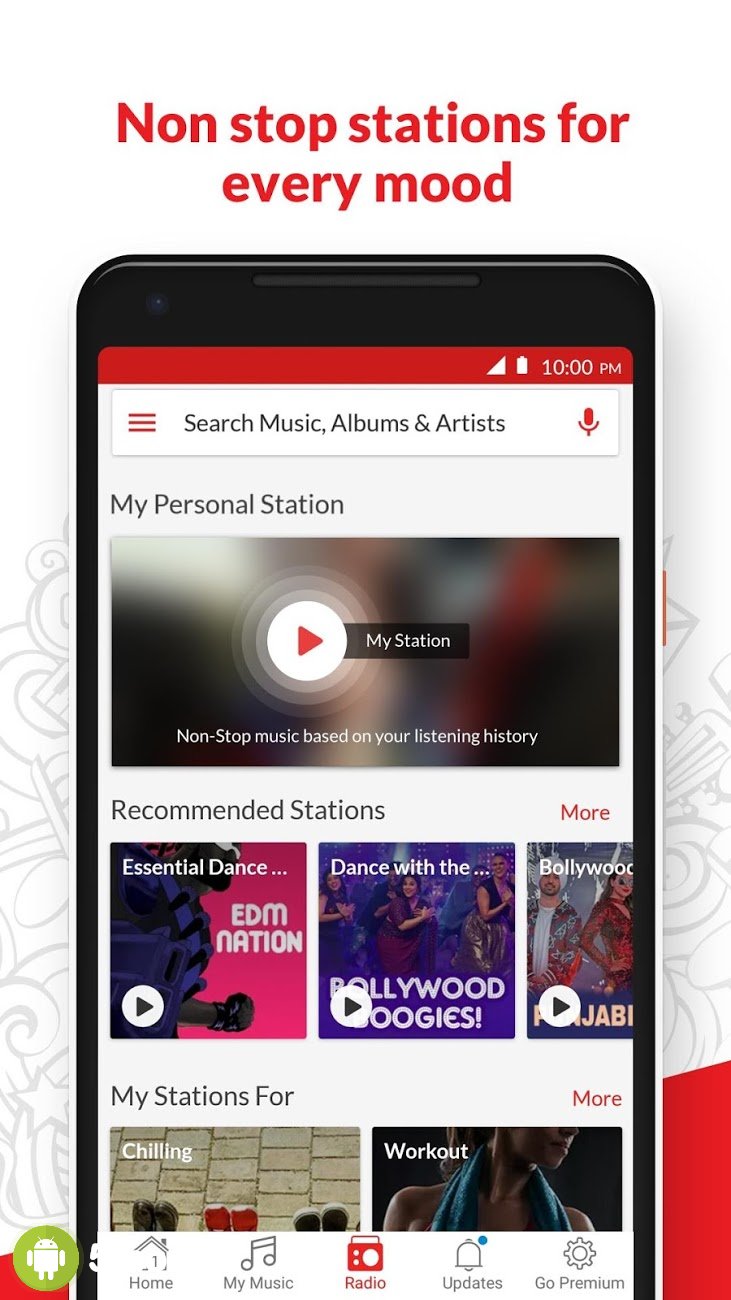 Non stop stations for
every mood
10:00 PM
Search Music, Albums & Artists
My Personal Station
My Station
Non-Stop music based on your listening history
Recommended Stations
More
Essential Dance ...
EDM
NATION
Dance with the ...
BOLLYWOOD
BOOGIES!
Bollywood
PUNJABI
My Stations For
More
Chilling
Workout
Home
My Music
Radio
Updates
Go Premium